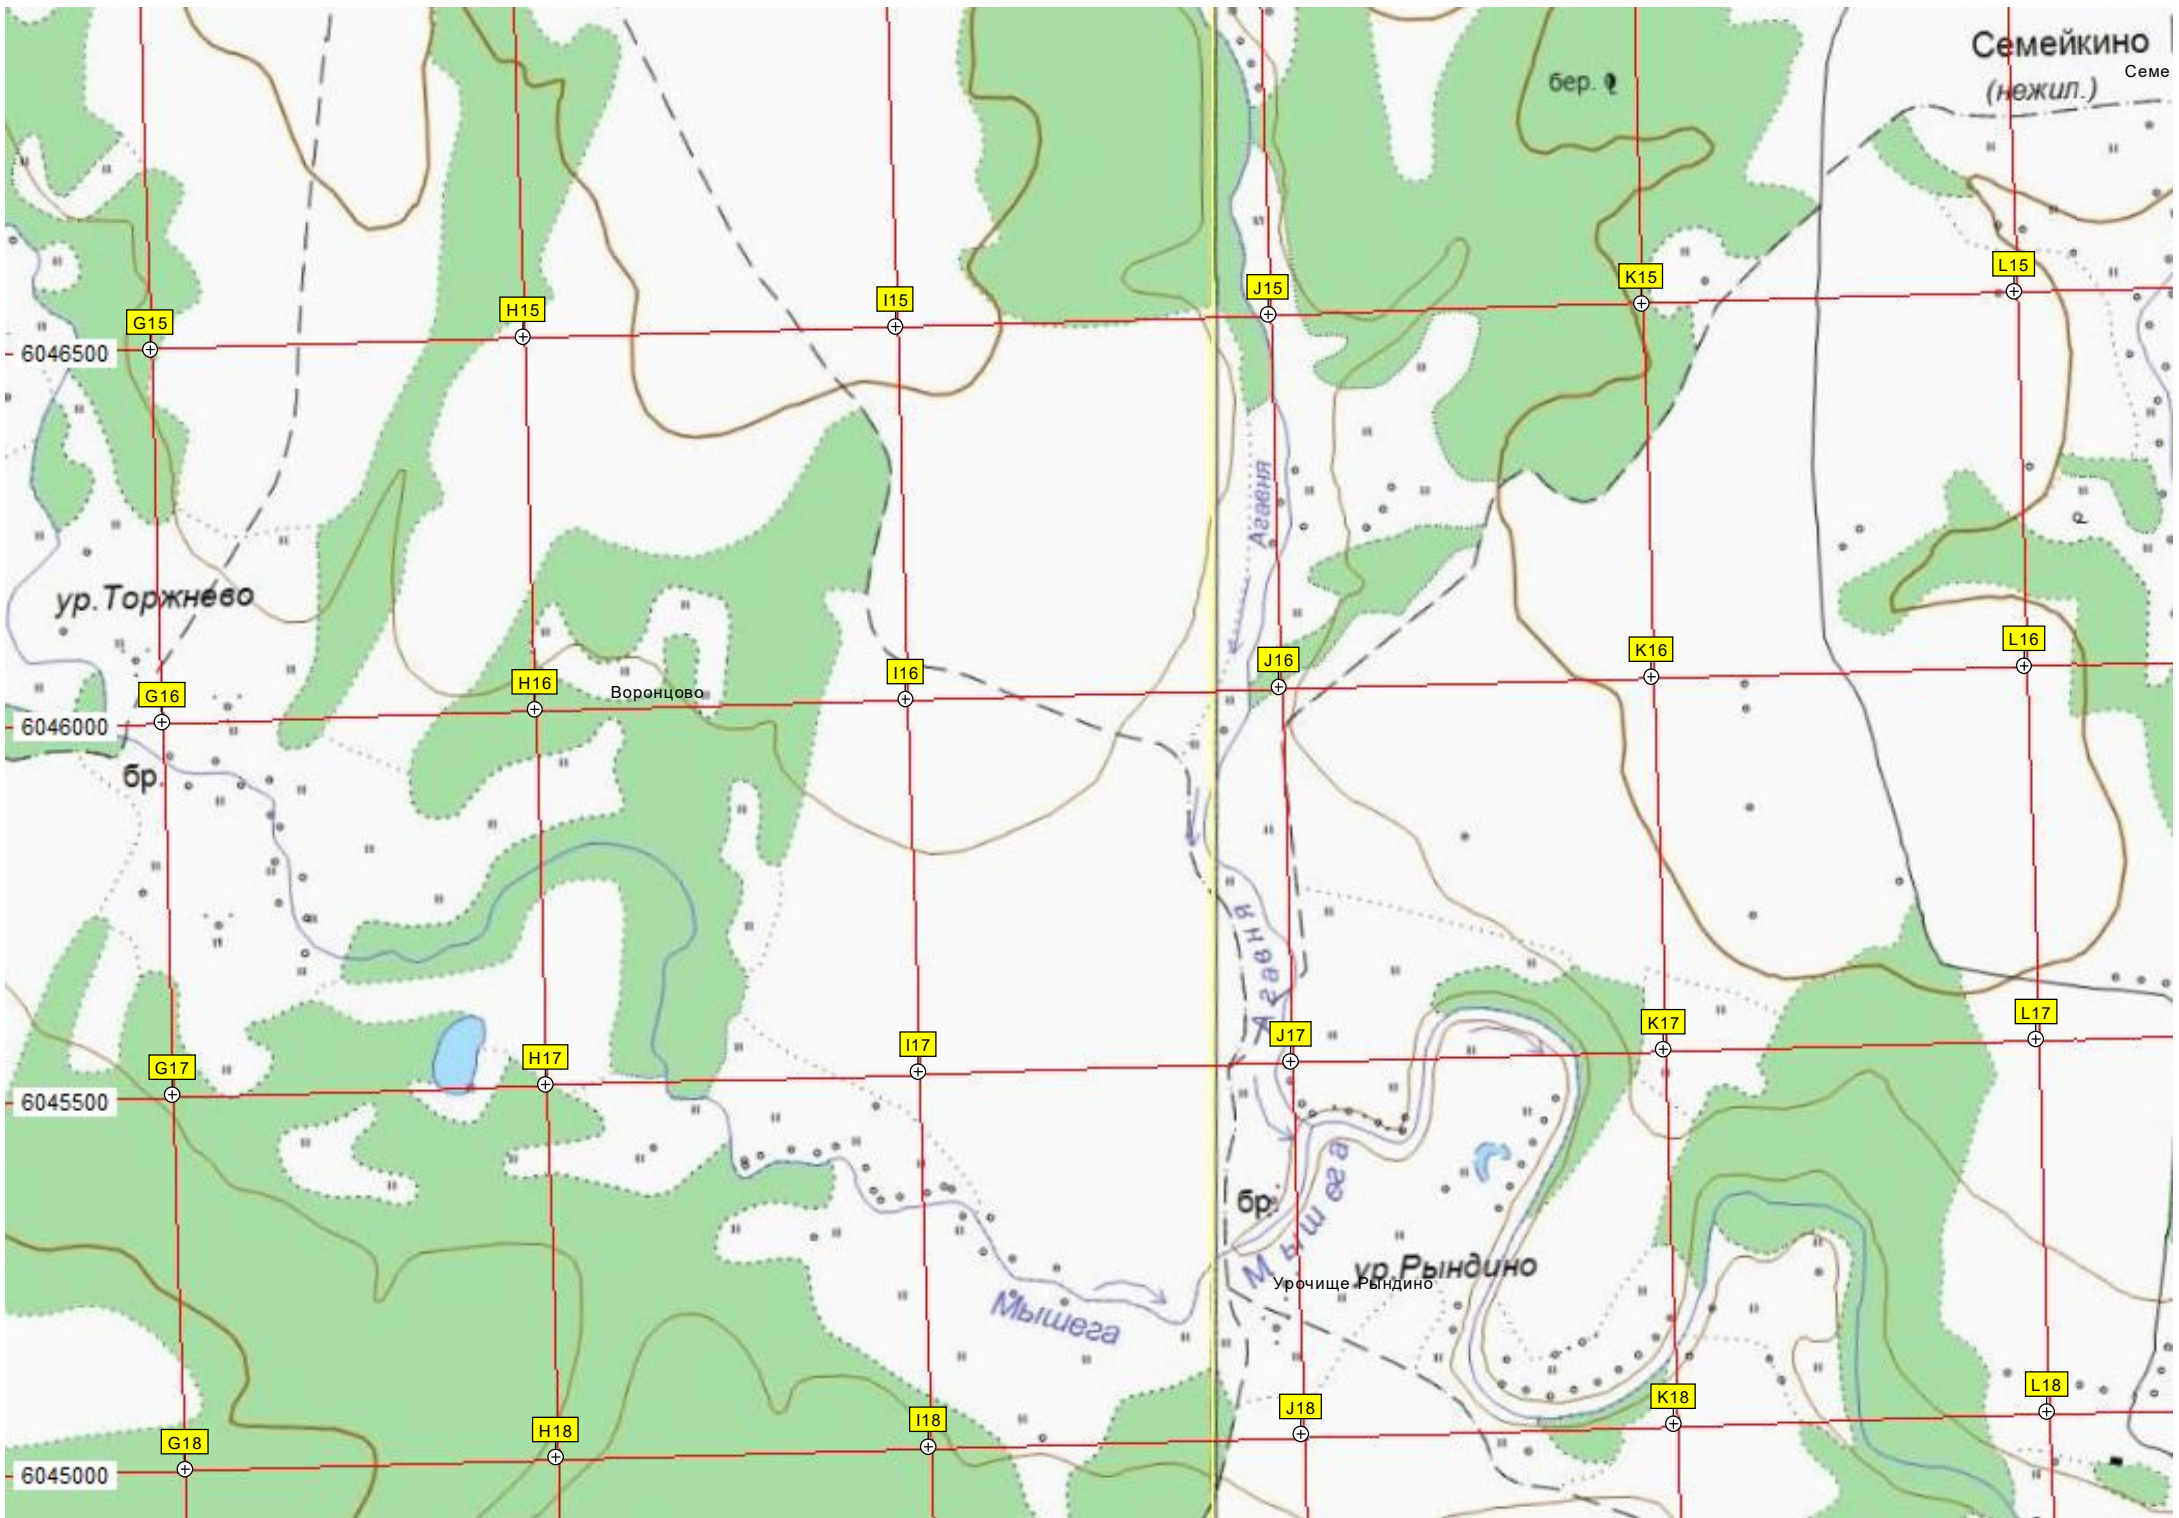 Семейкино
Семе
бер.
(нежил.)
L15
K15
J15
I15
H15
G15
6046500
Агавня
ур.Торжнево
L16
K16
J16
I16
H16
Воронцово
G16
6046000
бр.
Агавня
L17
K17
J17
I17
H17
G17
6045500
Мышега
бр.
ур.Рындино
Урочище Рындино
Мышега
L18
K18
J18
I18
H18
G18
6045000